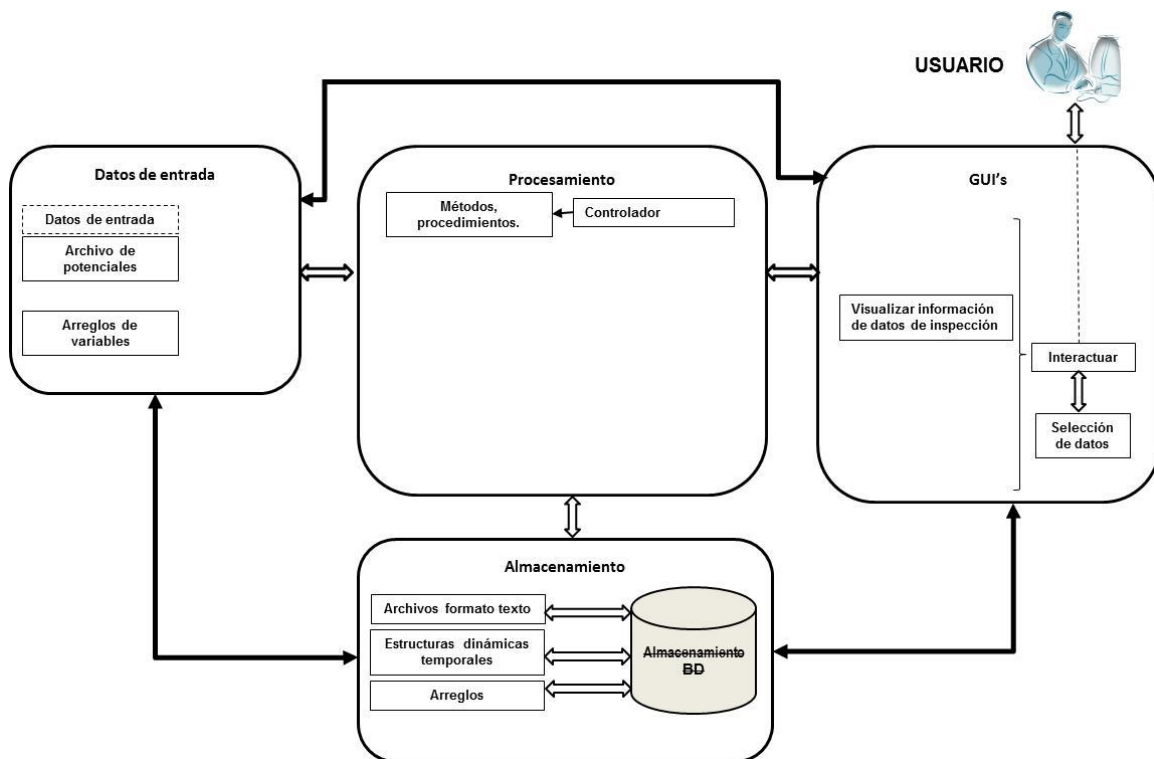 USUARIO
Datos de entrada
Datos de entrada
Archivo de
potenciales
Arreglos de
variables
Procesamiento
Métodos,
procedimientos.
Controlador
GUI's
Visualizar información
de datos de inspección
Interactuar
Selección
de datos
Almacenamiento
Archivos formato texto
Estructuras dinámicas
temporales
Arreglos
Almacenamiento
BD